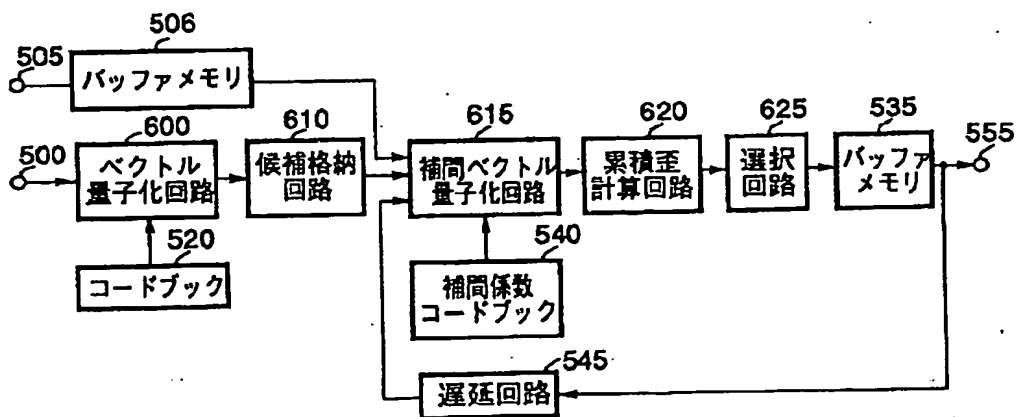 506
505
バッファメモリ
600
610
615
620
625
535
555
500
ベクトル
量子化回路
候補格納
回路
補間ベクトル
量子化回路
累積歪
計算回路
選択
回路
バッファ
メモリ
520
コードブック
540
補間係数
コードブック
545
遅延回路